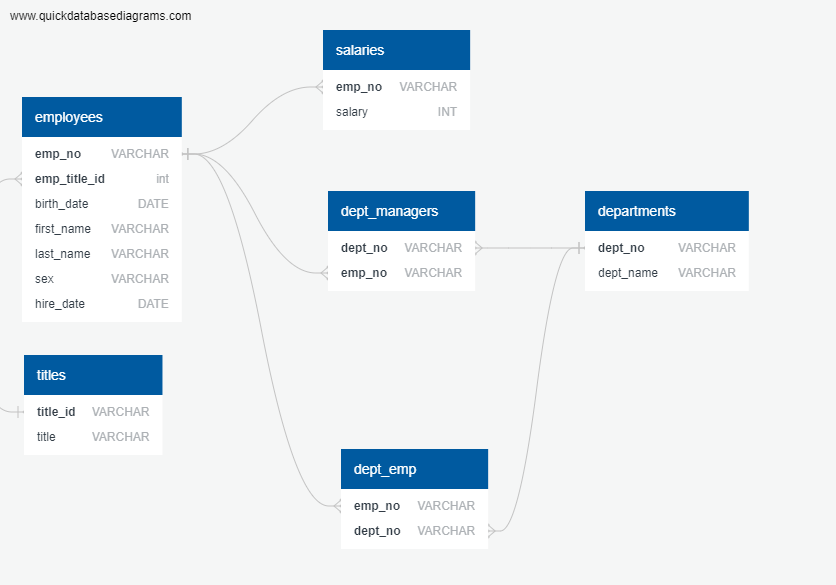 www.quickdatabasediagrams.com
salaries
emp_no VARCHAR
salary INT
employees
emp_no VARCHAR
emp_title_id int
birth_date DATE
first_name VARCHAR
last_name VARCHAR
sex VARCHAR
hire_date DATE
dept_managers
dept_no VARCHAR
emp_no VARCHAR
departments
dept_no VARCHAR
dept_name VARCHAR
titles
title_id VARCHAR
title VARCHAR
dept_emp
emp_no VARCHAR
dept_no VARCHAR